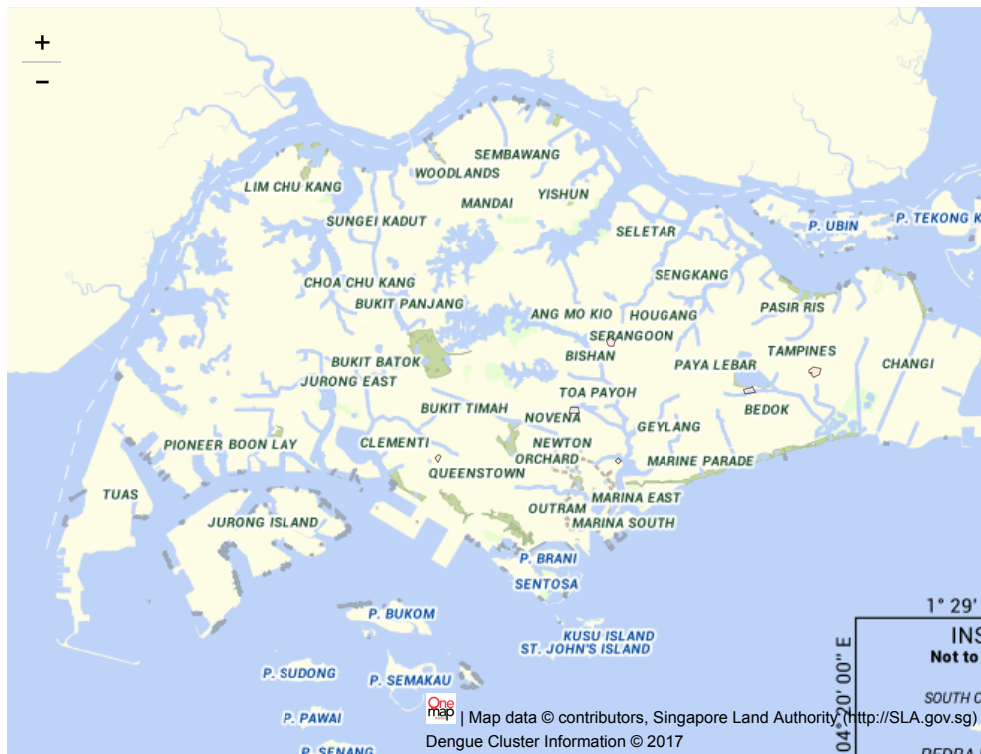 +
−
SEMBAWANG
WOODLANDS
LIM CHU KANG
YISHUN
MANDAI
P. TEKONG K
SUNGEI KADUT
P. UBIN
SELETAR
SENGKANG
CHOA CHU KANG
BUKIT PANJANG
PASIR RIS
ANG MO KIO
HOUGANG
SERANGOON
TAMPINES
BISHAN
BUKIT BATOK
PAYA LEBAR
CHANGI
JURONG EAST
TOA PAYOH
BUKIT TIMAH
NOVENA
BEDOK
GEYLANG
PIONEER
BOON LAY
CLEMENTI
NEWTON
ORCHARD
MARINE PARADE
QUEENSTOWN
TUAS
MARINA EAST
OUTRAM
JURONG ISLAND
MARINA SOUTH
P. BRANI
SENTOSA
1° 29'
P. BUKOM
KUSU ISLAND
ST. JOHN'S ISLAND
INS
Not to
P. SUDONG
P. SEMAKAU
04° 20' 00" E
SOUTH C
P. PAWAI
One map | Map data © contributors, Singapore Land Authority (http://SLA.gov.sg)
Dengue Cluster Information © 2017
P. SENANG
PEDRA